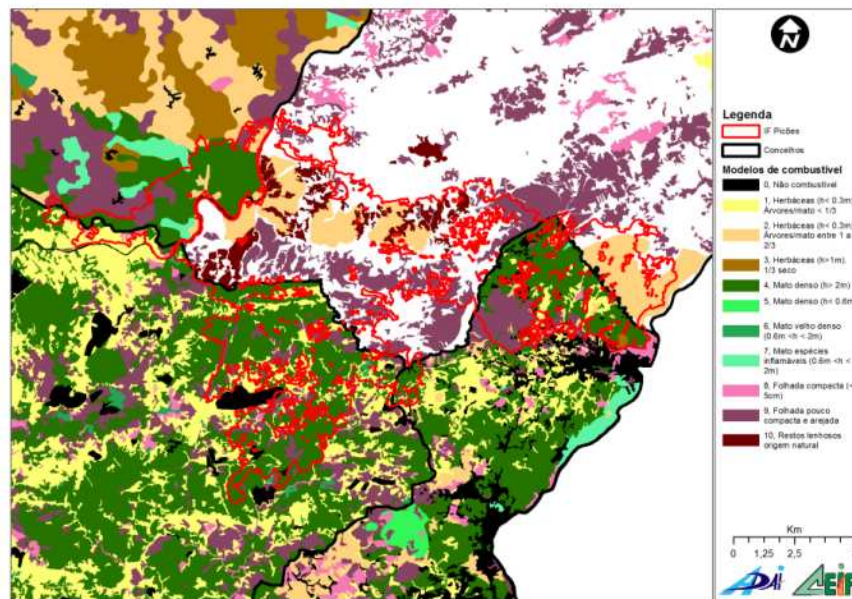 N
Legenda
IF Picões
Concelhos
Modelos de combustível
0, Não combustível
1, Herbáceas (h< 0.3m)
Árvores/mato < 1/3
2, Herbáceas (h< 0.3m)
Árvores/mato entre 1 a
2/3
3, Herbáceas (h>1m),
1/3 seco
4, Mato denso (h> 2m)
5, Mato denso (h< 0.6m
6, Mato velho denso
(0.6m <h < 2m)
7, Mato espécies
inflamáveis (0.6m <h <
2m)
8, Folhada compacta (<
5cm)
9, Folhada pouco
compacta e arejada
10, Restos lenhosos
origem natural
Km
0 1,25 2,5
ADAI CEIF